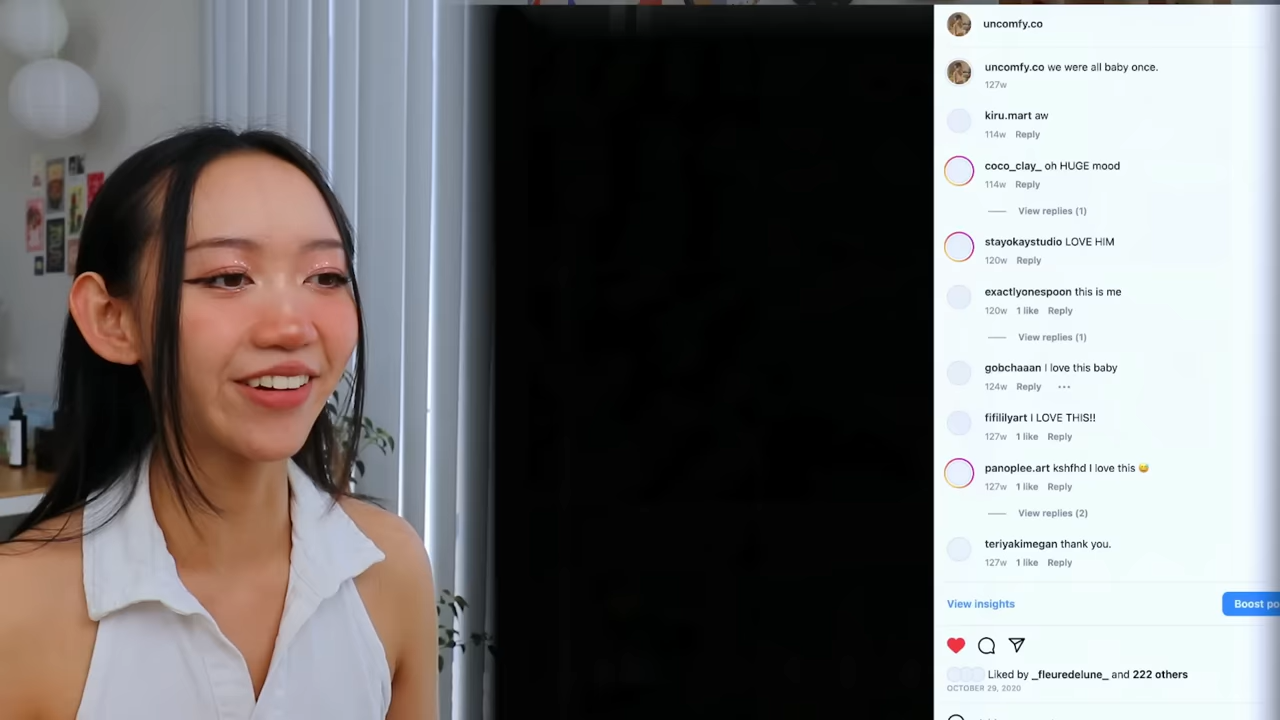 uncomfy.co
uncomfy.co we were all baby once.
127w
kiru.mart aw
114w Reply
coco_clay_ oh HUGE mood
114w Reply
View replies (1)
stayokaystudio LOVE HIM
120w Reply
exactlyonespoon this is me
120w 1 like Reply
View replies (1)
gobchaaan I love this baby
124w Reply
fifililyart I LOVE THIS!!
127w 1 like Reply
panoplee.art kshfhd I love this 😅
127w 1 like Reply
View replies (2)
teriyakimegan thank you.
127w 1 like Reply
View insights
Boost po
Liked by _fleuredelune_ and 222 others
OCTOBER 29, 2020